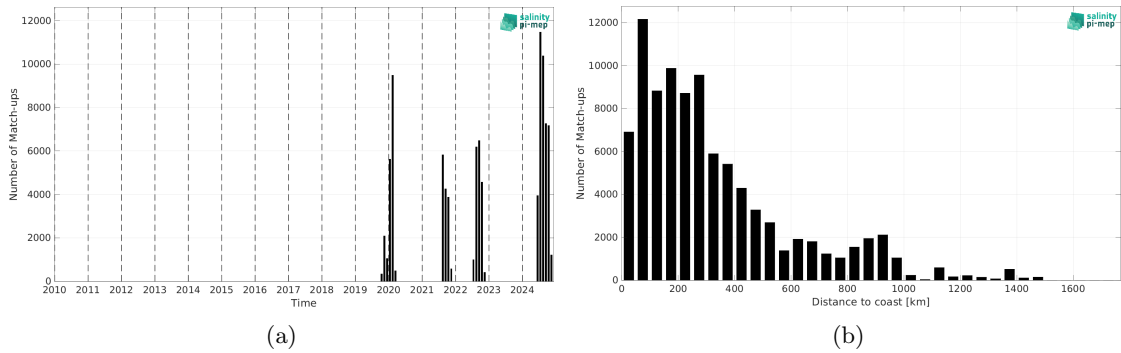 12000
10000
8000
6000
4000
2000
0
Number of Match-ups
2010 2011 2012 2013 2014 2015 2016 2017 2018 2019 2020 2021 2022 2023 2024
Time
salinity
pi-mep
(a)
12000
10000
8000
6000
4000
2000
0
Number of Match-ups
0 200 400 600 800 1000 1200 1400 1600
Distance to coast [km]
salinity
pi-mep
(b)